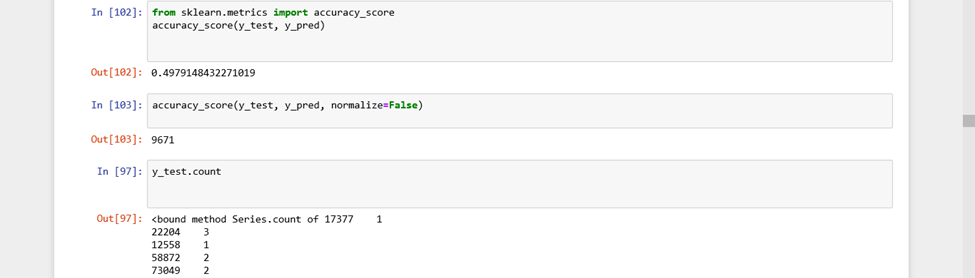 In [102]: from sklearn.metrics import accuracy_score
accuracy_score(y_test, y_pred)
Out[102]: 0.4979148432271019
In [103]: accuracy_score(y_test, y_pred, normalize=False)
Out[103]: 9671
In [97]: y_test.count
Out[97]: <bound method Series.count of 17377    1
22204    3
12558    1
58872    2
73049    2